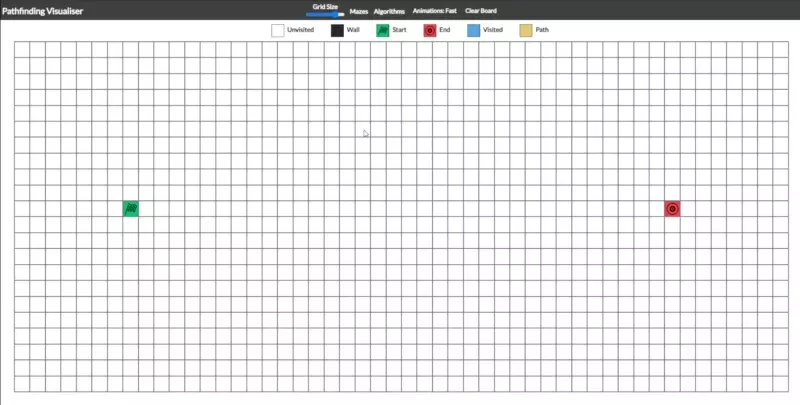 Pathfinding Visualiser
Grid Size
Mazes
Algorithms
Animations: Fast
Clear Board
Unvisited
Wall
Start
End
Visited
Path